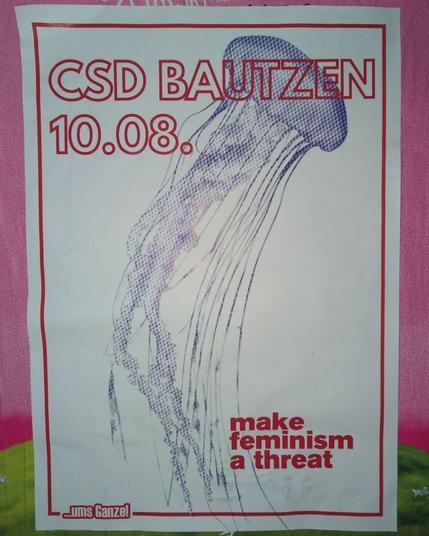 CSD BAUTZEN
10.08.
make
feminism
a threat
...ums Ganze!